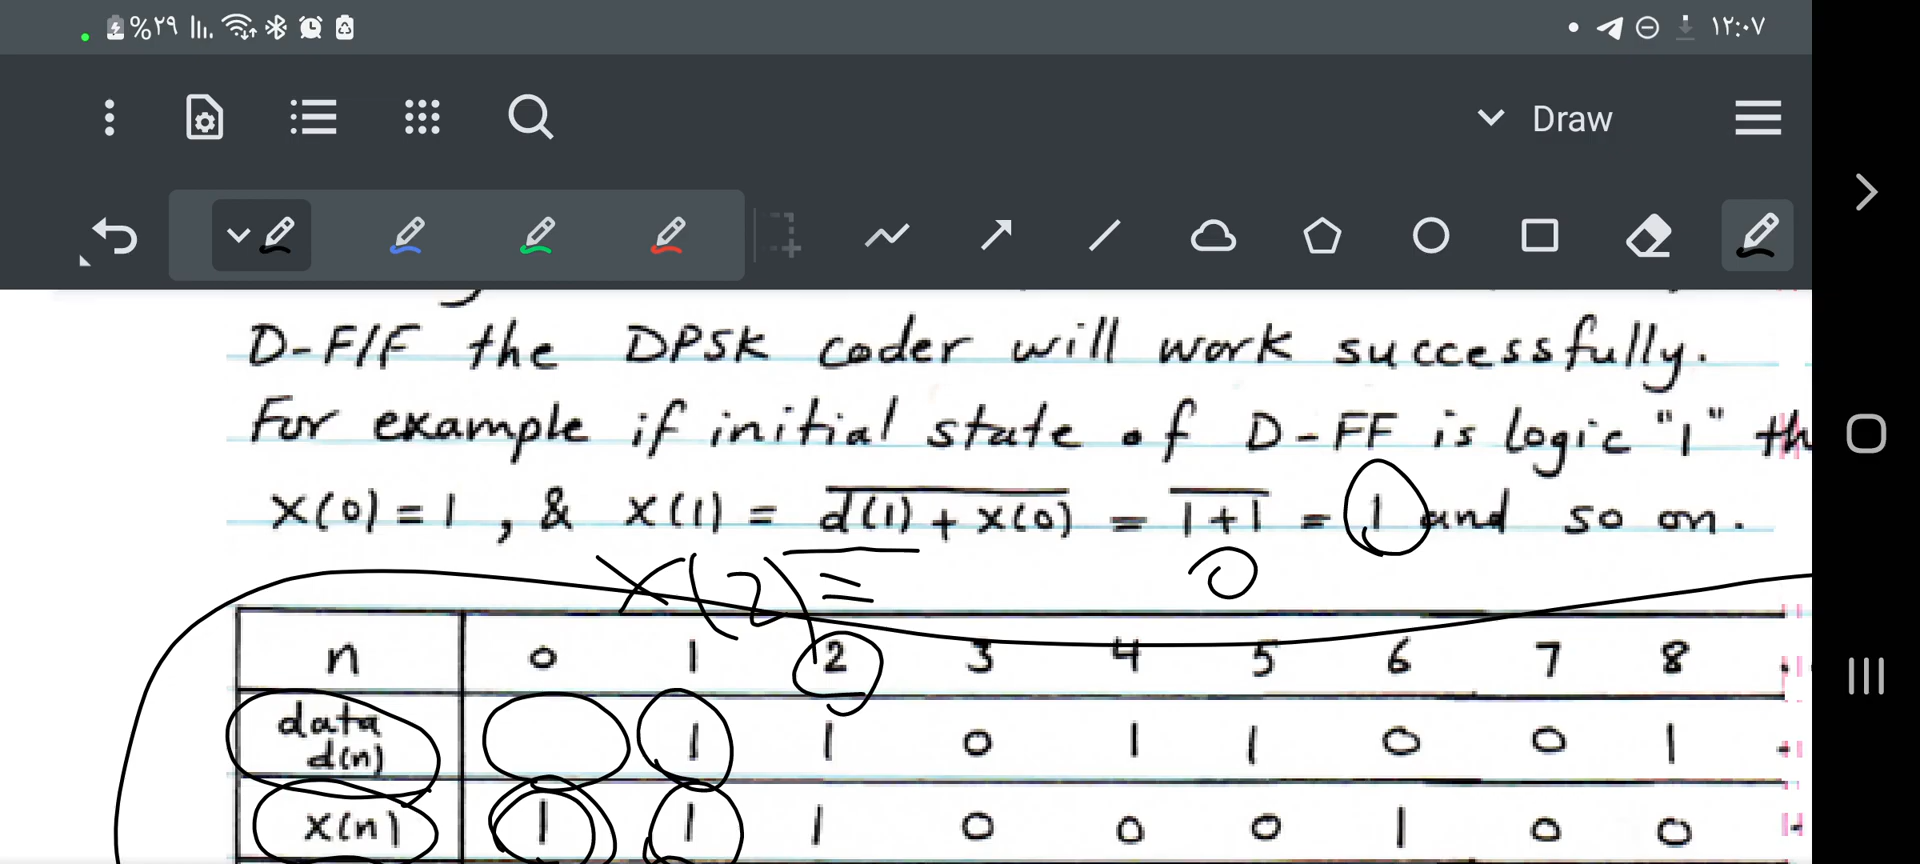 %٢٩ ١٢:٠٧
Draw
D-F/F the DPSK coder will work successfully.
For example if initial state of D-FF is logic "1" th
x(0) = 1 , & x(1) = d(1) + x(0) = 1+1 = 1 and so on.
x(2) = 0
n 0 1 2 3 4 5 6 7 8
data d(n) 1 1 0 1 1 0 0 1
x(n) 1 1 1 0 0 0 1 0 0